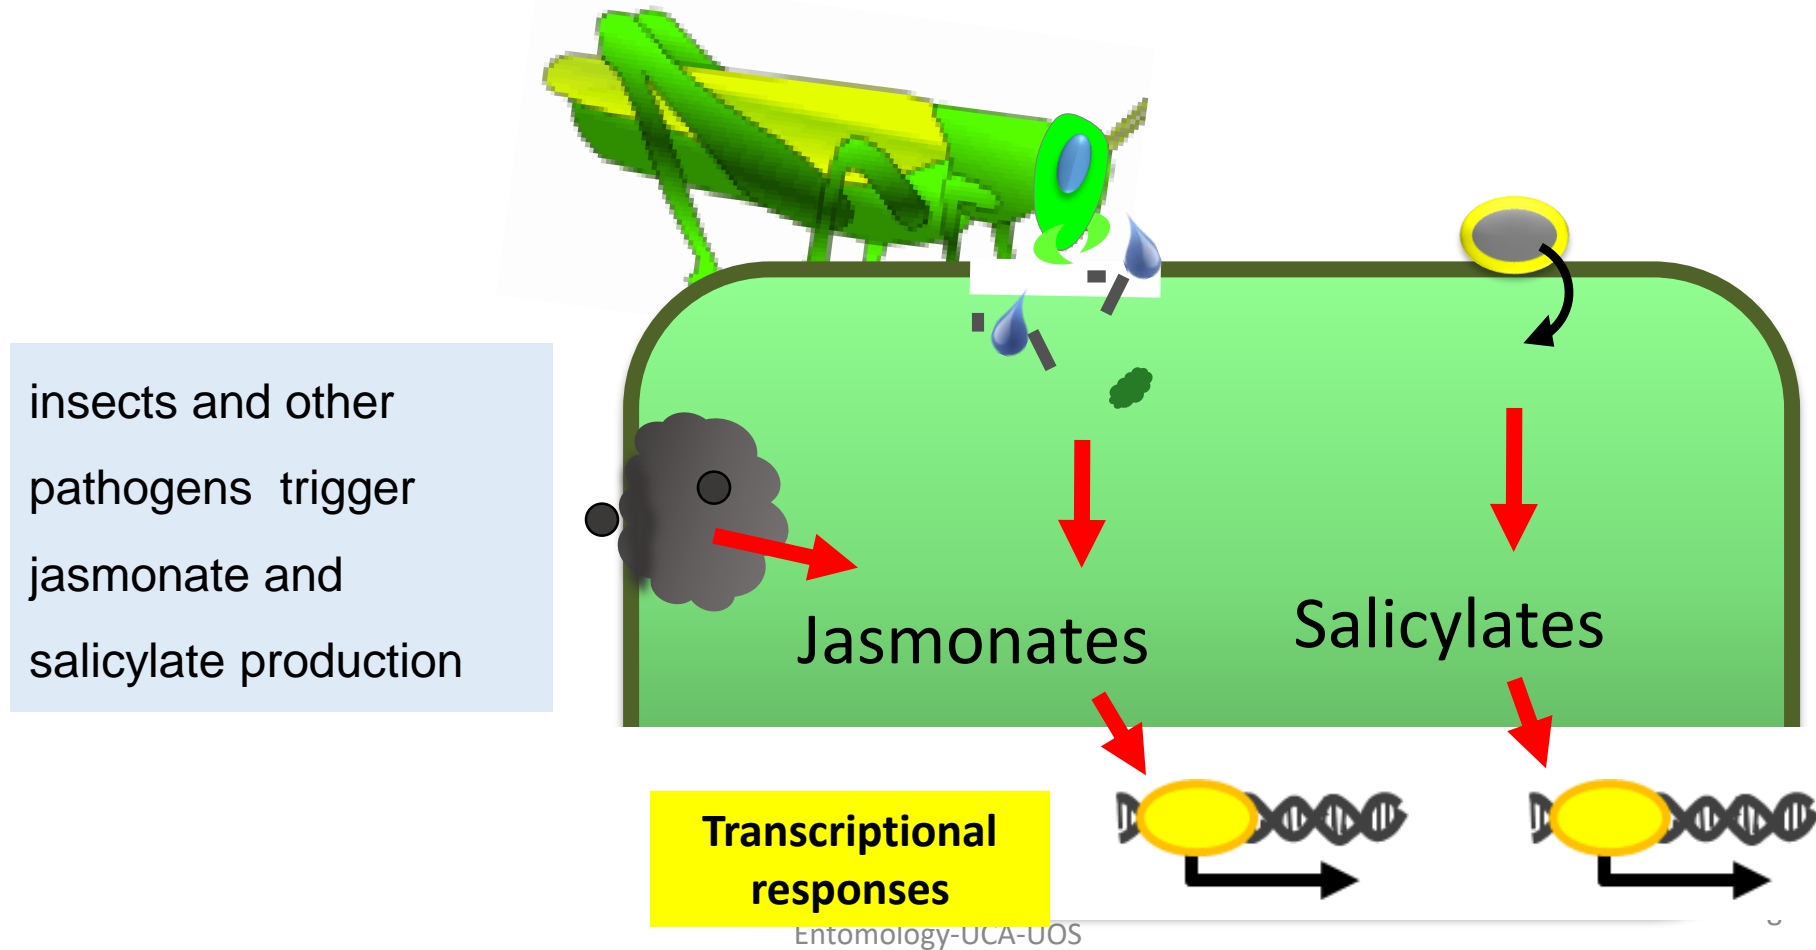 insects and other
pathogens trigger
jasmonate and
salicylate production
Jasmonates
Salicylates
Transcriptional
responses
Entomology-UCA-UOS